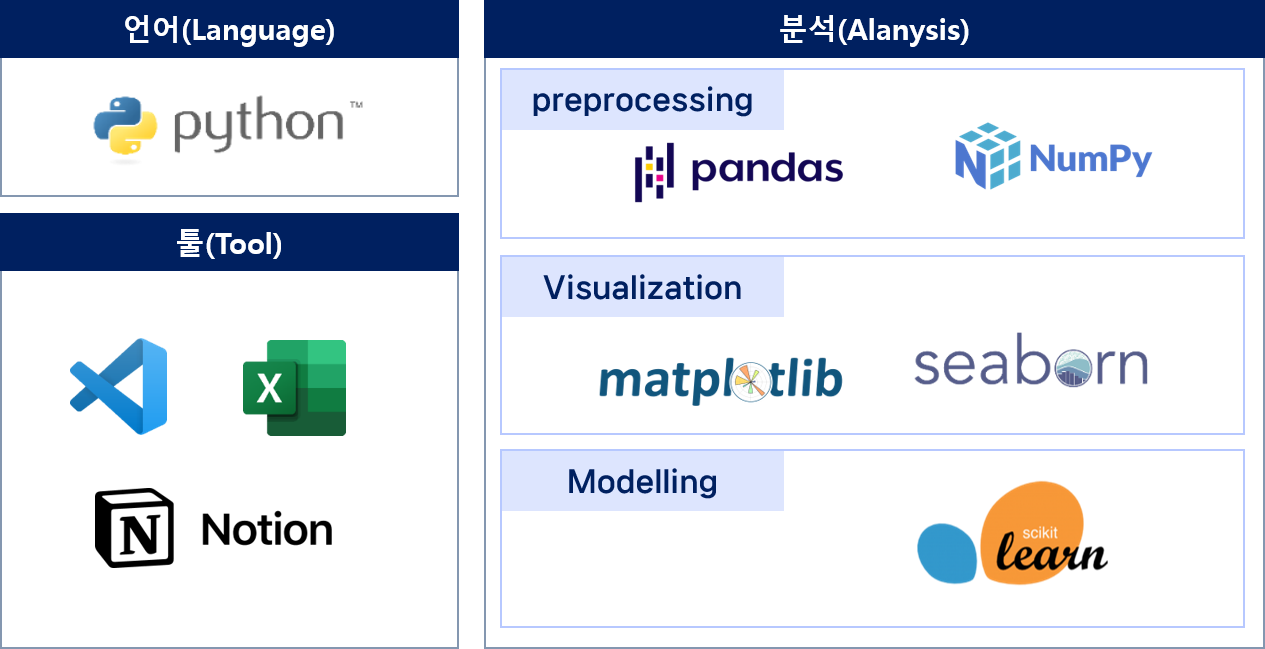 언어(Language)
python™
툴(Tool)
X
N
Notion
분석(Alanysis)
preprocessing
pandas
N NumPy
Visualization
matplotlib
seaborn
Modelling
scikit
learn